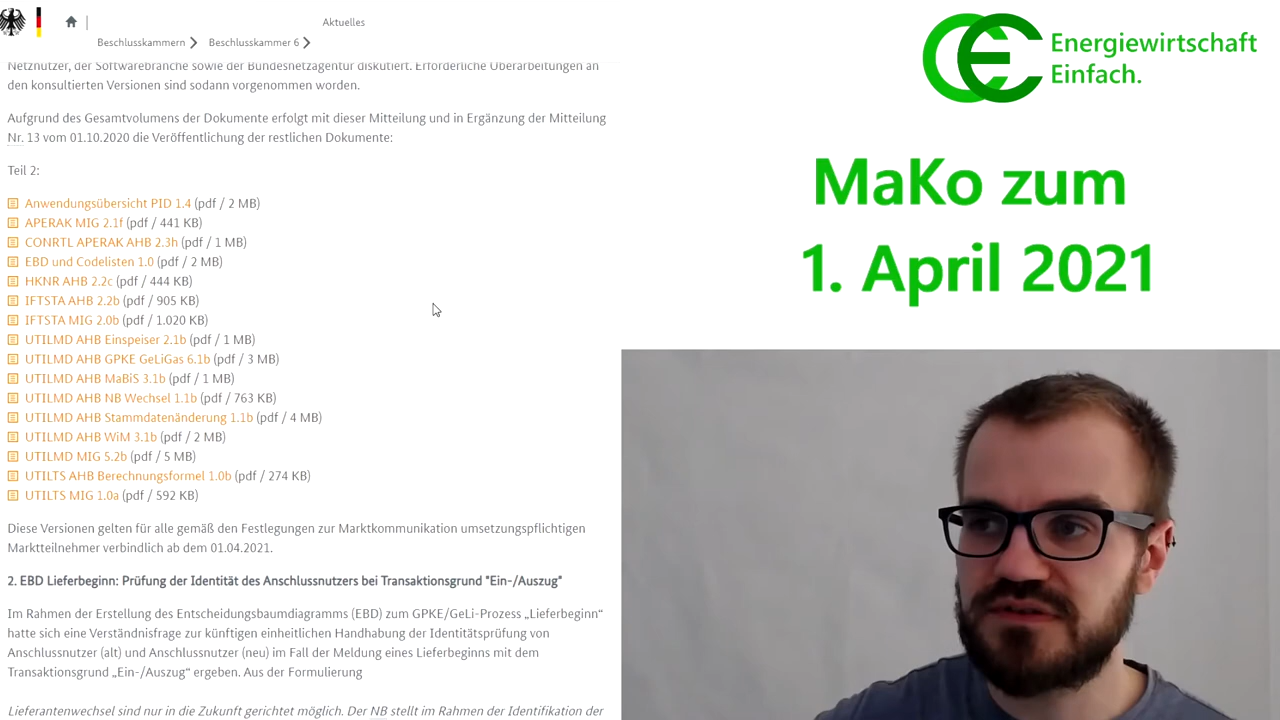 Aktuelles
Beschlusskammern
Beschlusskammer 6
Netznutzer, der Softwarebranche sowie der Bundesnetzagentur diskutiert. Erforderliche Überarbeitungen an
den konsultierten Versionen sind sodann vorgenommen worden.
Aufgrund des Gesamtvolumens der Dokumente erfolgt mit dieser Mitteilung und in Ergänzung der Mitteilung
Nr. 13 vom 01.10.2020 die Veröffentlichung der restlichen Dokumente:
Teil 2:
Anwendungsübersicht PID 1.4 (pdf / 2 MB)
APERAK MIG 2.1f (pdf / 441 KB)
CONRTL APERAK AHB 2.3h (pdf / 1 MB)
EBD und Codelisten 1.0 (pdf / 2 MB)
HKNR AHB 2.2c (pdf / 444 KB)
IFTSTA AHB 2.2b (pdf / 905 KB)
IFTSTA MIG 2.0b (pdf / 1.020 KB)
UTILMD AHB Einspeiser 2.1b (pdf / 1 MB)
UTILMD AHB GPKE GeLiGas 6.1b (pdf / 3 MB)
UTILMD AHB MaBiS 3.1b (pdf / 1 MB)
UTILMD AHB NB Wechsel 1.1b (pdf / 763 KB)
UTILMD AHB Stammdatenänderung 1.1b (pdf / 4 MB)
UTILMD AHB WiM 3.1b (pdf / 2 MB)
UTILMD MIG 5.2b (pdf / 5 MB)
UTILTS AHB Berechnungsformel 1.0b (pdf / 274 KB)
UTILTS MIG 1.0a (pdf / 592 KB)
Diese Versionen gelten für alle gemäß den Festlegungen zur Marktkommunikation umsetzungspflichtigen
Marktteilnehmer verbindlich ab dem 01.04.2021.
2. EBD Lieferbeginn: Prüfung der Identität des Anschlussnutzers bei Transaktionsgrund "Ein-/Auszug"
Im Rahmen der Erstellung des Entscheidungsbaumdiagramms (EBD) zum GPKE/GeLi-Prozess „Lieferbeginn“
hatte sich eine Verständnisfrage zur künftigen einheitlichen Handhabung der Identitätsprüfung von
Anschlussnutzer (alt) und Anschlussnutzer (neu) im Fall der Meldung eines Lieferbeginns mit dem
Transaktionsgrund „Ein-/Auszug“ ergeben. Aus der Formulierung
Lieferantenwechsel sind nur in die Zukunft gerichtet möglich. Der NB stellt im Rahmen der Identifikation der
Energiewirtschaft
Einfach.
MaKo zum
1. April 2021